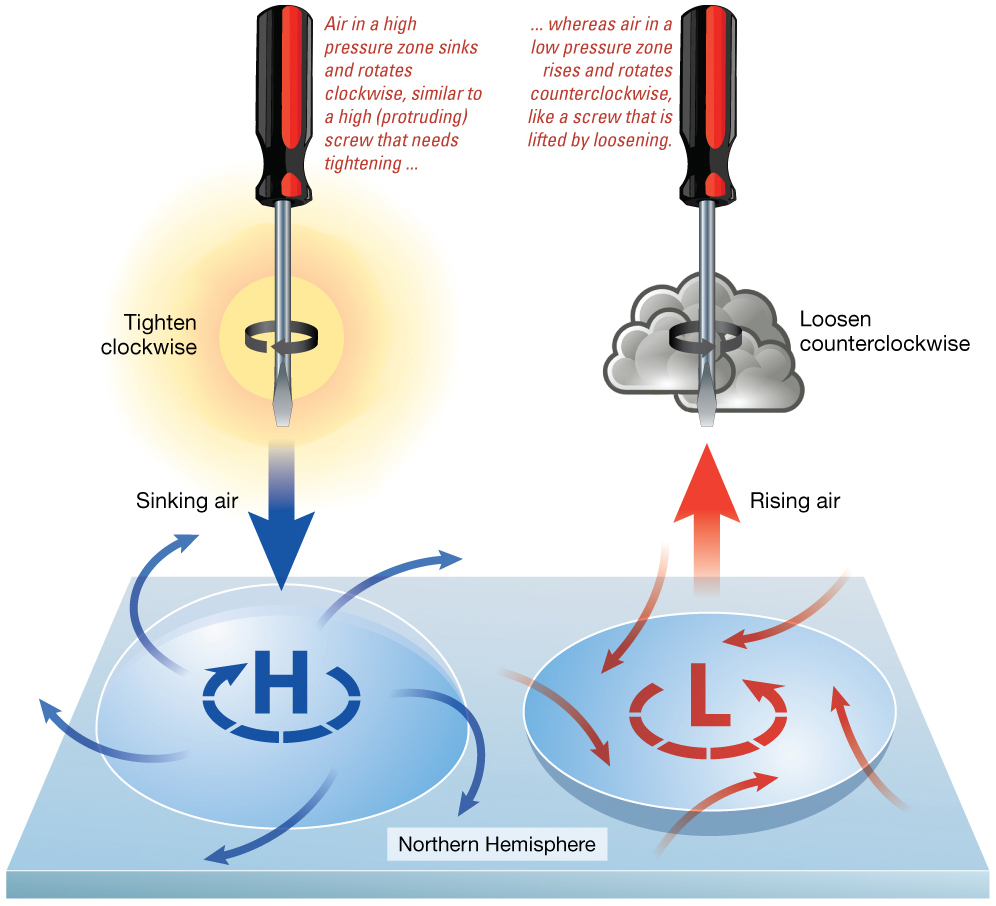 Air in a high
pressure zone sinks
and rotates
clockwise, similar to
a high (protruding)
screw that needs
tightening ...
... whereas air in a
low pressure zone
rises and rotates
counterclockwise,
like a screw that is
lifted by loosening.
Tighten
clockwise
Loosen
counterclockwise
Sinking air
Rising air
H
L
Northern Hemisphere